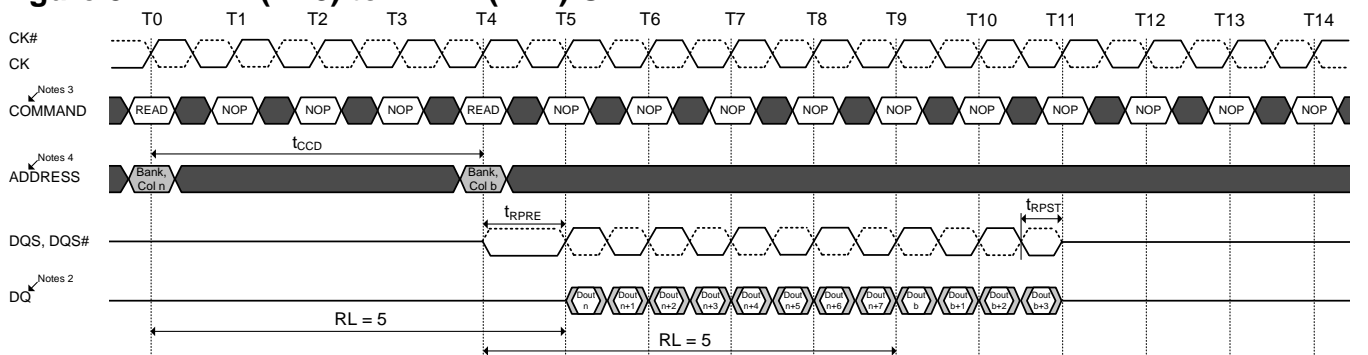 T0 T1 T2 T3 T4 T5 T6 T7 T8 T9 T10 T11 T12 T13 T14
CK#
CK
Notes 3
COMMAND READ NOP NOP NOP READ NOP NOP NOP NOP NOP NOP NOP NOP NOP NOP
tCCD
Notes 4
ADDRESS
Bank, Col n
Bank, Col b
tRPRE
tRPST
DQS, DQS#
Notes 2
DQ
Dout n
Dout n+1
Dout n+2
Dout n+3
Dout n+4
Dout n+5
Dout n+6
Dout n+7
Dout b
Dout b+1
Dout b+2
Dout b+3
RL = 5
RL = 5